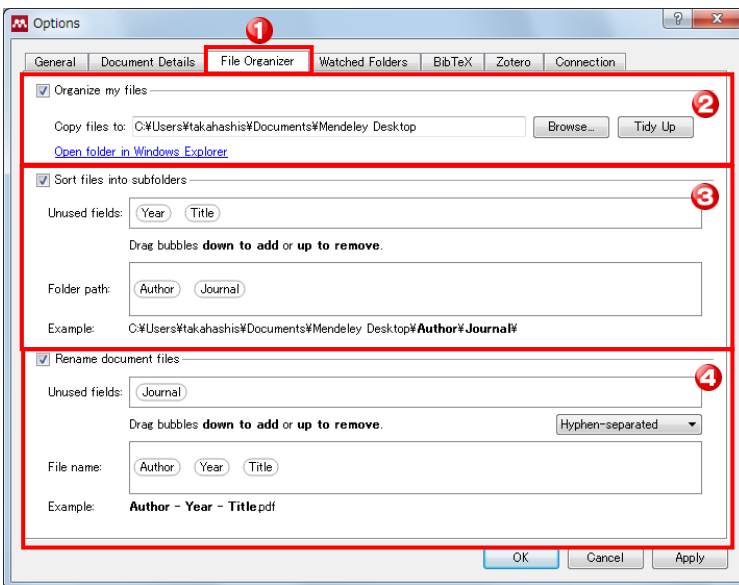 Options
1
General Document Details File Organizer Watched Folders BibTeX Zotero Connection
Organize my files
2
Copy files to: C:¥Users¥takahashis¥Documents¥Mendeley Desktop Browse... Tidy Up
Open folder in Windows Explorer
Sort files into subfolders
3
Unused fields: Year Title
Drag bubbles down to add or up to remove.
Folder path: Author Journal
Example: C:¥Users¥takahashis¥Documents¥Mendeley Desktop¥Author¥Journal¥
Rename document files
4
Unused fields: Journal
Drag bubbles down to add or up to remove. Hyphen-separated
File name: Author Year Title
Example: Author - Year - Title.pdf
OK Cancel Apply